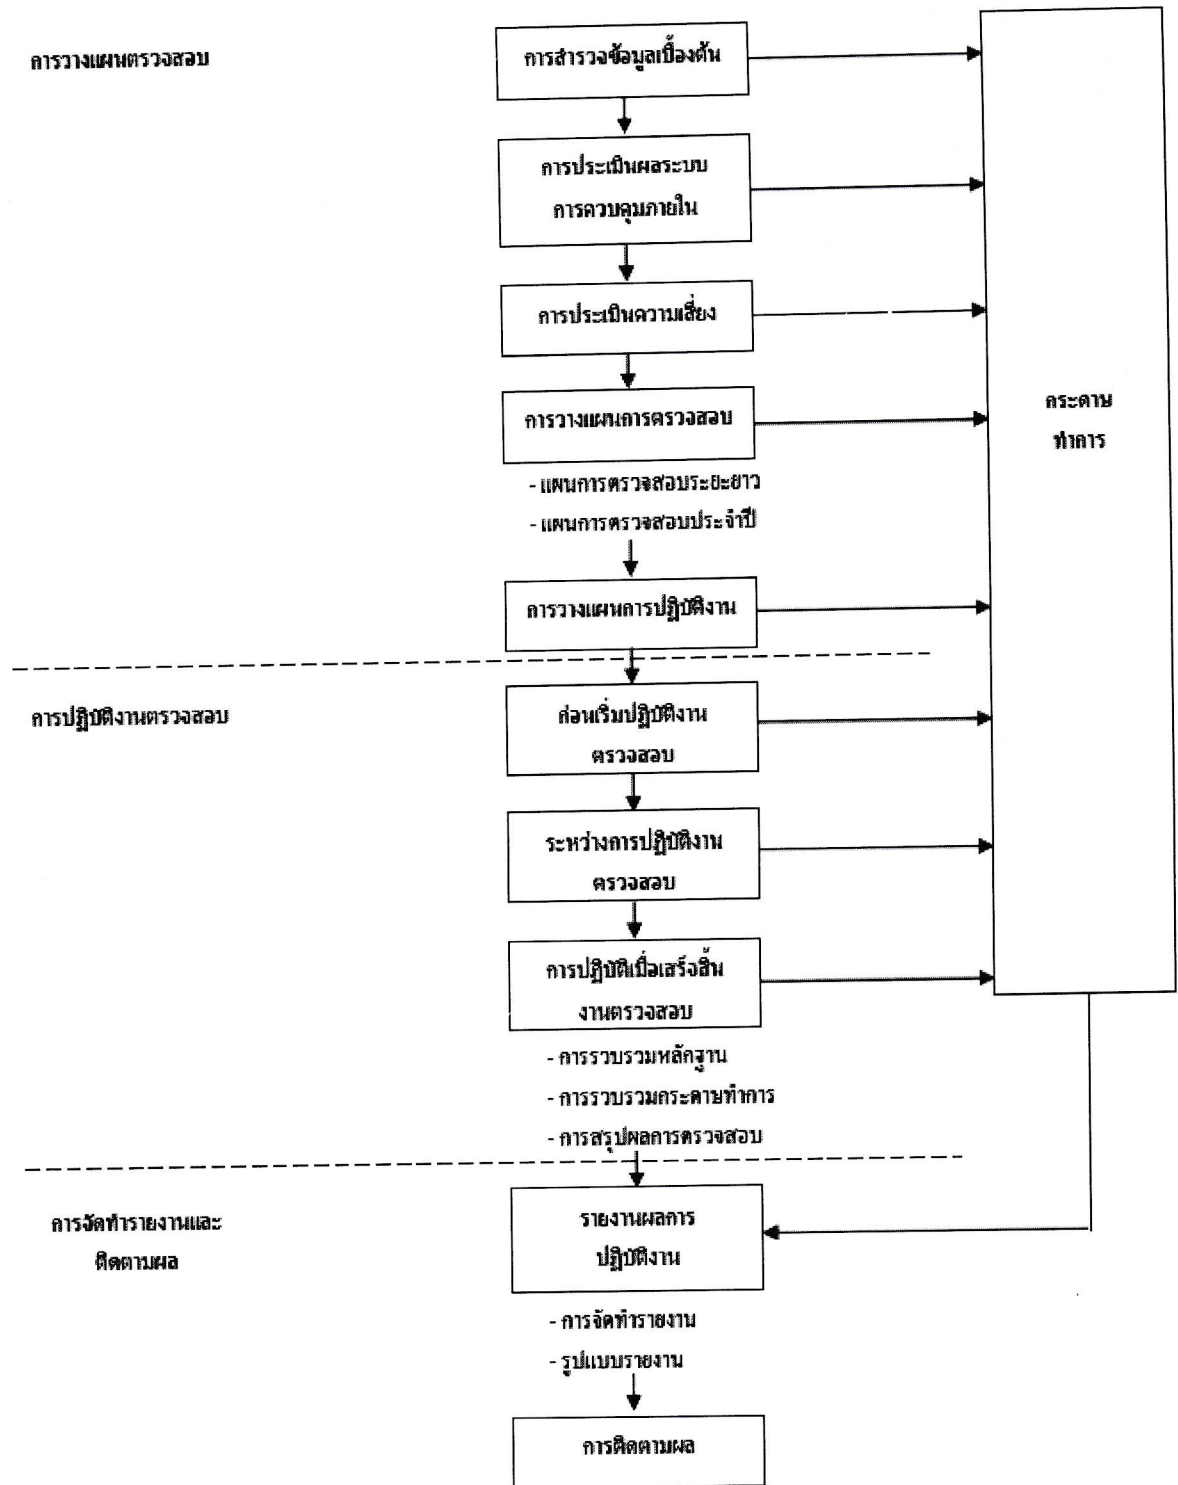 การวางแผนตรวจสอบ
การสำรวจข้อมูลเบื้องต้น
การประเมินผลระบบ
การควบคุมภายใน
การประเมินความเสี่ยง
การวางแผนการตรวจสอบ
- แผนการตรวจสอบระยะยาว
- แผนการตรวจสอบประจำปี
การวางแผนการปฏิบัติงาน
กระดาษ
ทำการ
การปฏิบัติงานตรวจสอบ
ก่อนเริ่มปฏิบัติงาน
ตรวจสอบ
ระหว่างการปฏิบัติงาน
ตรวจสอบ
การปฏิบัติเมื่อเสร็จสิ้น
งานตรวจสอบ
- การรวบรวมหลักฐาน
- การรวบรวมกระดาษทำการ
- การสรุปผลการตรวจสอบ
การจัดทำรายงานและ
ติดตามผล
รายงานผลการ
ปฏิบัติงาน
- การจัดทำรายงาน
- รูปแบบรายงาน
การติดตามผล